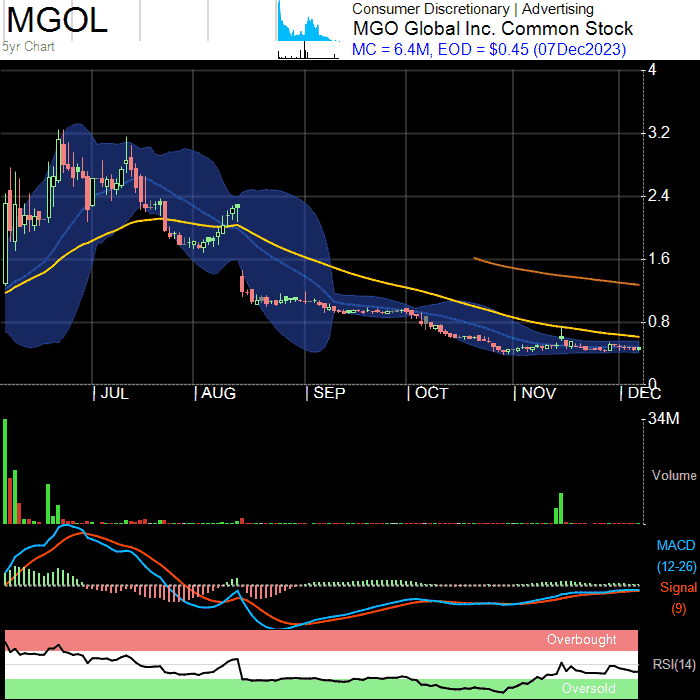 MGOL
5yr Chart
Consumer Discretionary | Advertising
MGO Global Inc. Common Stock
MC = 6.4M, EOD = $0.45 (07Dec2023)
4
3.2
2.4
1.6
0.8
0
JUL AUG SEP OCT NOV DEC
34M
Volume
MACD
(12-26)
Signal
(9)
Overbought
RSI(14)
Oversold